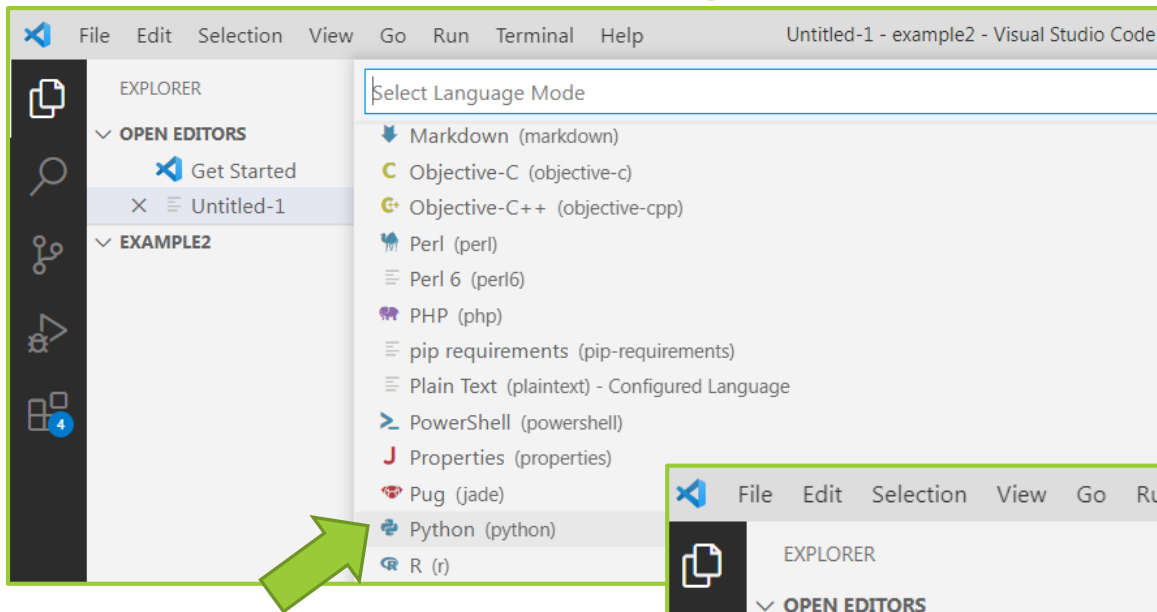 File Edit Selection View Go Run Terminal Help Untitled-1 - example2 - Visual Studio Code
EXPLORER
OPEN EDITORS
Get Started
Untitled-1
EXAMPLE2
4
Select Language Mode
Markdown (markdown)
C Objective-C (objective-c)
C+ Objective-C++ (objective-cpp)
Perl (perl)
Perl 6 (perl6)
PHP (php)
pip requirements (pip-requirements)
Plain Text (plaintext) - Configured Language
PowerShell (powershell)
J Properties (properties)
Pug (jade)
Python (python)
R R (r)
File Edit Selection View Go Ru
EXPLORER
OPEN EDITORS